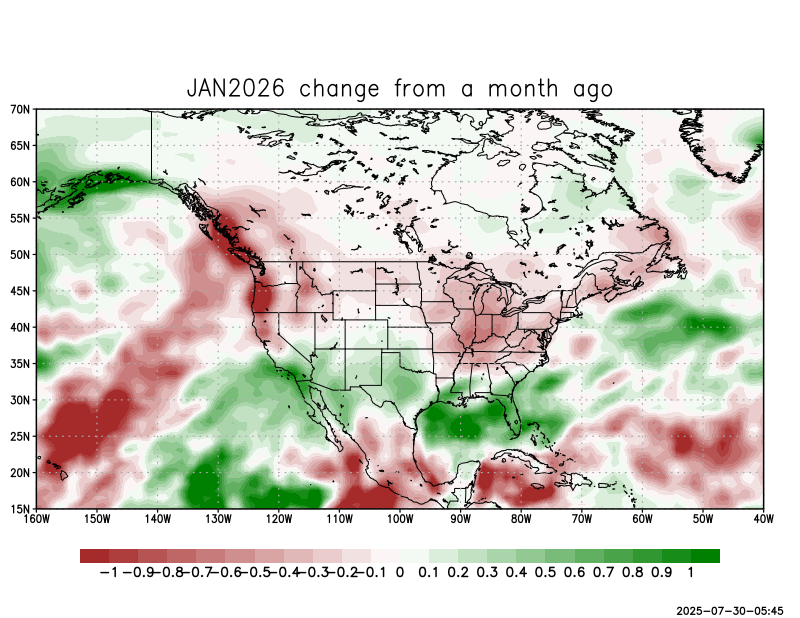 JAN2026 change from a month ago
70N
65N
60N
55N
50N
45N
40N
35N
30N
25N
20N
15N
160W 150W 140W 130W 120W 110W 100W 90W 80W 70W 60W 50W 40W
-1 -0.9 -0.8 -0.7 -0.6 -0.5 -0.4 -0.3 -0.2 -0.1 0 0.1 0.2 0.3 0.4 0.5 0.6 0.7 0.8 0.9 1
2025-07-30-05:45